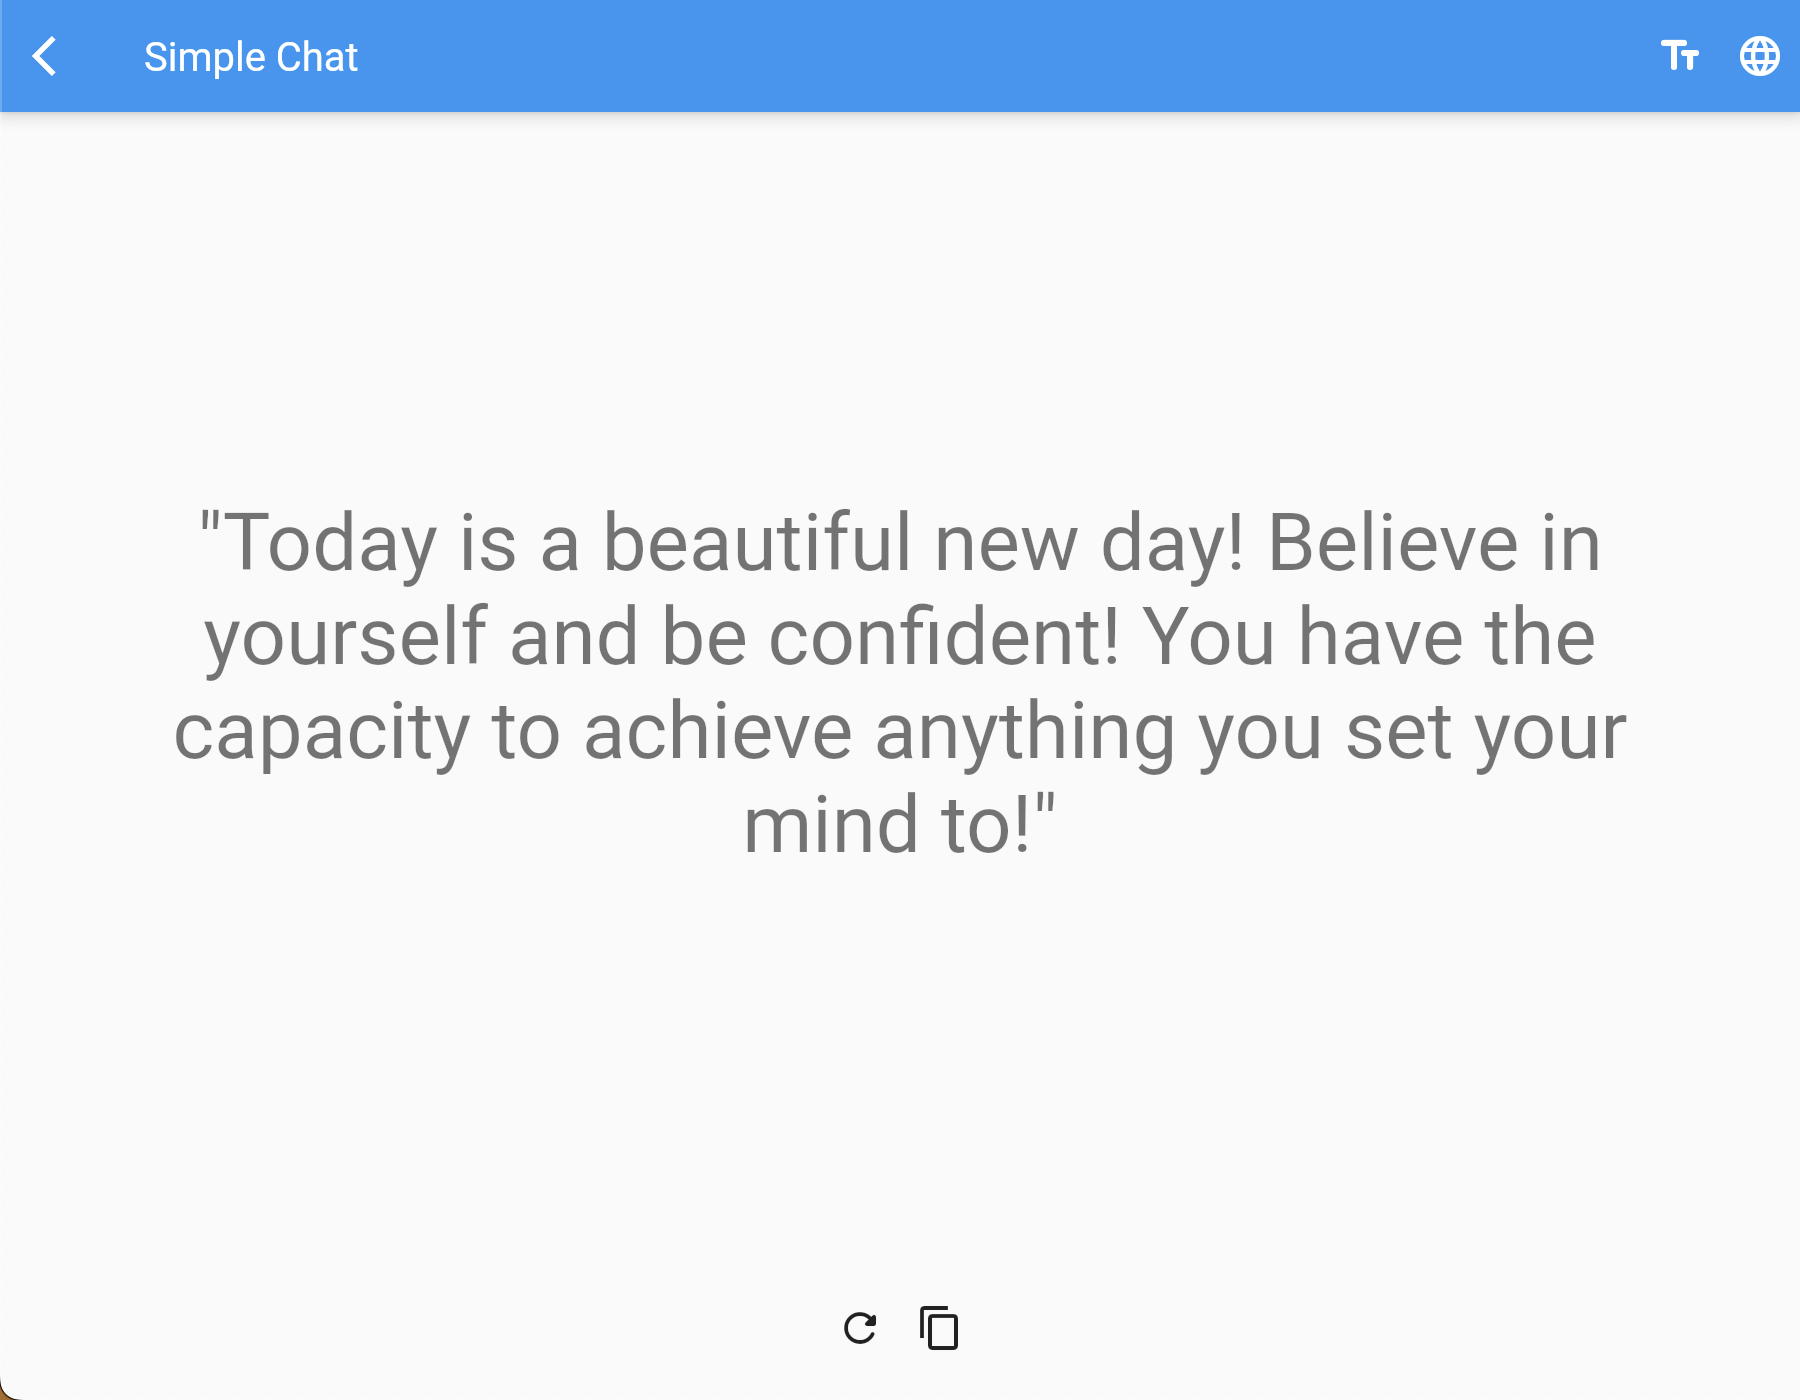 Simple Chat
"Today is a beautiful new day! Believe in
yourself and be confident! You have the
capacity to achieve anything you set your
mind to!"